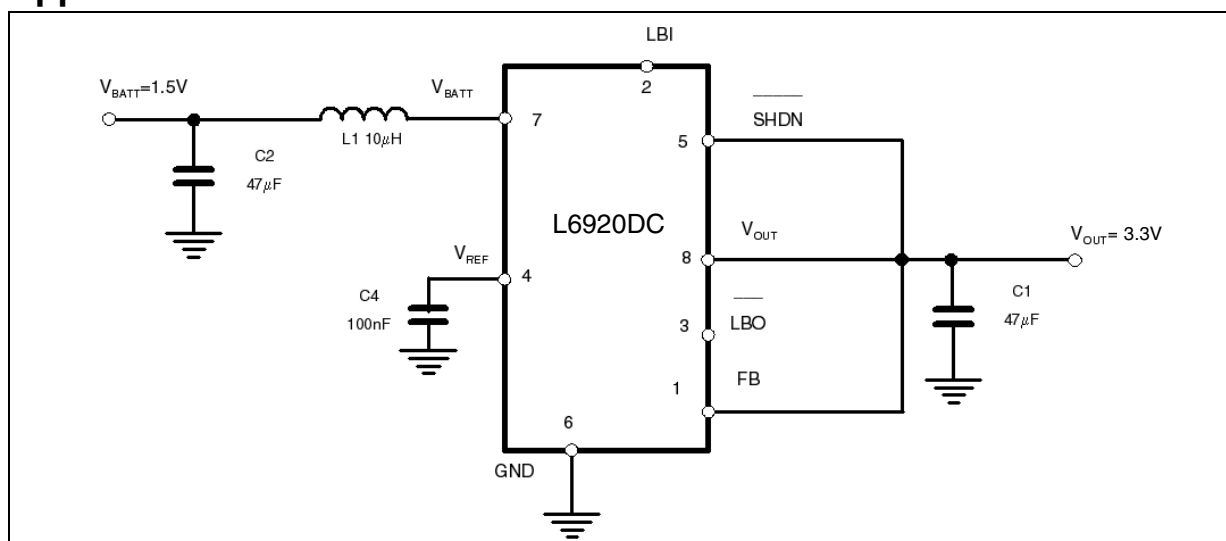 LBI
2
V_BATT=1.5V
V_BATT
7
L1 10μH
C2
47μF
SHDN
5
L6920DC
V_OUT
8
V_OUT= 3.3V
V_REF
4
C4
100nF
3
LBO
C1
47μF
FB
1
6
GND